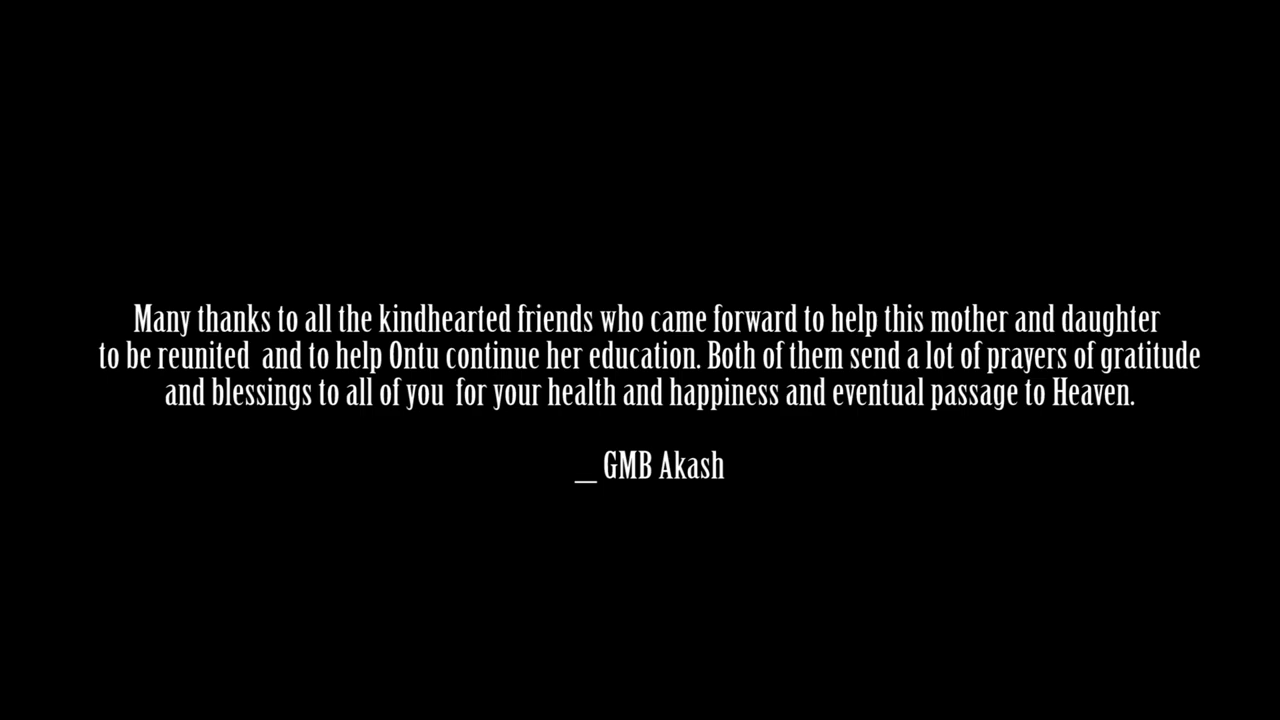 Many thanks to all the kindhearted friends who came forward to help this mother and daughter
to be reunited  and to help Ontu continue her education. Both of them send a lot of prayers of gratitude
and blessings to all of you  for your health and happiness and eventual passage to Heaven.
_ GMB Akash